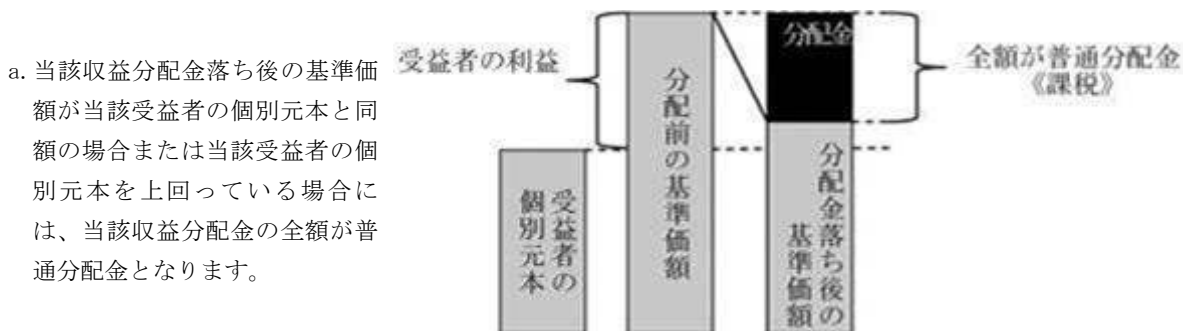 a. 当該収益分配金落ち後の基準価
額が当該受益者の個別元本と同
額の場合または当該受益者の個
別元本を上回っている場合に
は、当該収益分配金の全額が普
通分配金となります。
受益者の利益
受益者の
個別元本
分配前の基準価額
分配金
分配金落ち後の
基準価額
全額が普通分配金
《課税》